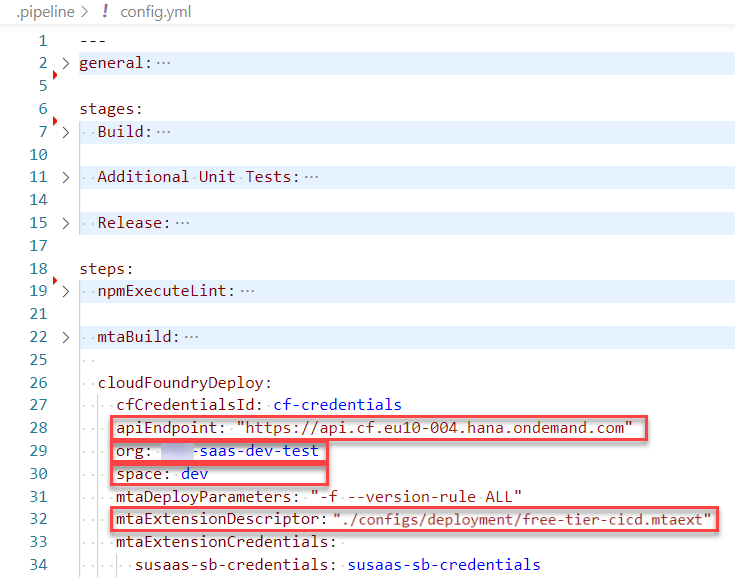 .pipeline > ! config.yml
1 ---
2 > general: ···
5
6 stages:
7 > Build: ···
10
11 > Additional Unit Tests: ···
14
15 > Release: ···
17
18 steps:
19 > npmExecuteLint: ···
21
22 > mtaBuild: ···
25
26 cloudFoundryDeploy:
27 cfCredentialsId: cf-credentials
28 apiEndpoint: "https://api.cf.eu10-004.hana.ondemand.com"
29 org: -saas-dev-test
30 space: dev
31 mtaDeployParameters: "-f --version-rule ALL"
32 mtaExtensionDescriptor: "./configs/deployment/free-tier-cicd.mtaext"
33 mtaExtensionCredentials:
34 susaas-sb-credentials: susaas-sb-credentials